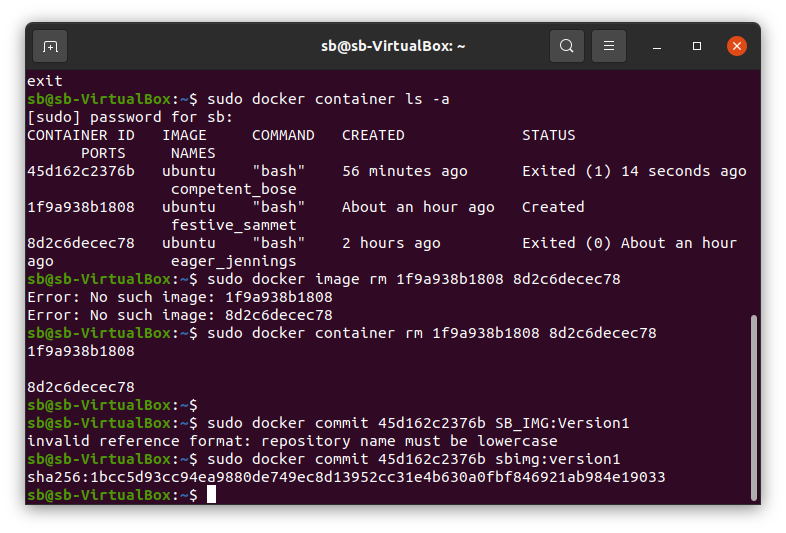 sb@sb-VirtualBox: ~
exit
sb@sb-VirtualBox:~$ sudo docker container ls -a
[sudo] password for sb:
CONTAINER ID   IMAGE     COMMAND   CREATED             STATUS
      PORTS     NAMES
45d162c2376b   ubuntu    "bash"    56 minutes ago      Exited (1) 14 seconds ago
                competent_bose
1f9a938b1808   ubuntu    "bash"    About an hour ago   Created
                festive_sammet
8d2c6decec78   ubuntu    "bash"    2 hours ago         Exited (0) About an hour
ago             eager_jennings
sb@sb-VirtualBox:~$ sudo docker image rm 1f9a938b1808 8d2c6decec78
Error: No such image: 1f9a938b1808
Error: No such image: 8d2c6decec78
sb@sb-VirtualBox:~$ sudo docker container rm 1f9a938b1808 8d2c6decec78
1f9a938b1808
8d2c6decec78
sb@sb-VirtualBox:~$
sb@sb-VirtualBox:~$ sudo docker commit 45d162c2376b SB_IMG:Version1
invalid reference format: repository name must be lowercase
sb@sb-VirtualBox:~$ sudo docker commit 45d162c2376b sbimg:version1
sha256:1bcc5d93cc94ea9880de749ec8d13952cc31e4b630a0fbf846921ab984e19033
sb@sb-VirtualBox:~$